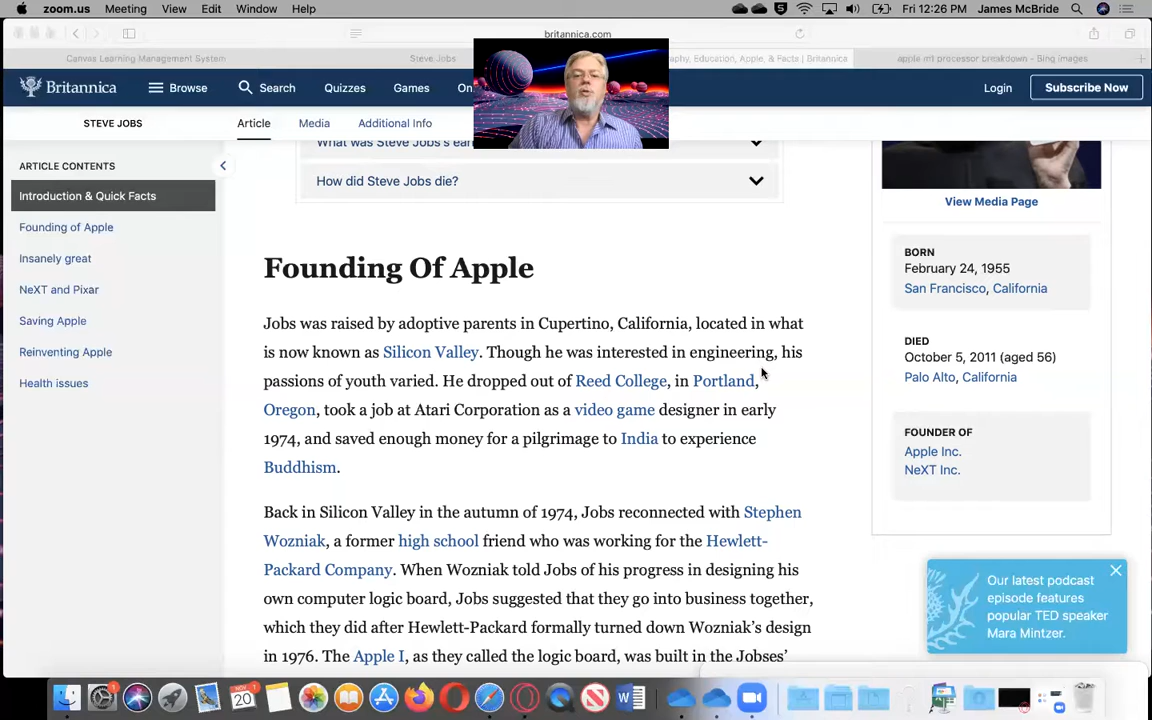 zoom.us Meeting View Edit Window Help Fri 12:26 PM James McBride
britannica.com
Canvas Learning Management System Steve Jobs phy, Education, Apple, & Facts | Britannica apple m1 processor breakdown - Bing images
Britannica Browse Search Quizzes Games On Login Subscribe Now
STEVE JOBS Article Media Additional Info
What was Steve Jobs's ear
How did Steve Jobs die?
ARTICLE CONTENTS
Introduction & Quick Facts
Founding of Apple
Insanely great
NeXT and Pixar
Saving Apple
Reinventing Apple
Health issues
Founding Of Apple
Jobs was raised by adoptive parents in Cupertino, California, located in what
is now known as Silicon Valley. Though he was interested in engineering, his
passions of youth varied. He dropped out of Reed College, in Portland,
Oregon, took a job at Atari Corporation as a video game designer in early
1974, and saved enough money for a pilgrimage to India to experience
Buddhism.
Back in Silicon Valley in the autumn of 1974, Jobs reconnected with Stephen
Wozniak, a former high school friend who was working for the Hewlett-
Packard Company. When Wozniak told Jobs of his progress in designing his
own computer logic board, Jobs suggested that they go into business together,
which they did after Hewlett-Packard formally turned down Wozniak's design
in 1976. The Apple I, as they called the logic board, was built in the Jobses'
View Media Page
BORN
February 24, 1955
San Francisco, California
DIED
October 5, 2011 (aged 56)
Palo Alto, California
FOUNDER OF
Apple Inc.
NeXT Inc.
Our latest podcast
episode features
popular TED speaker
Mara Mintzer.
NOV
20
1
1